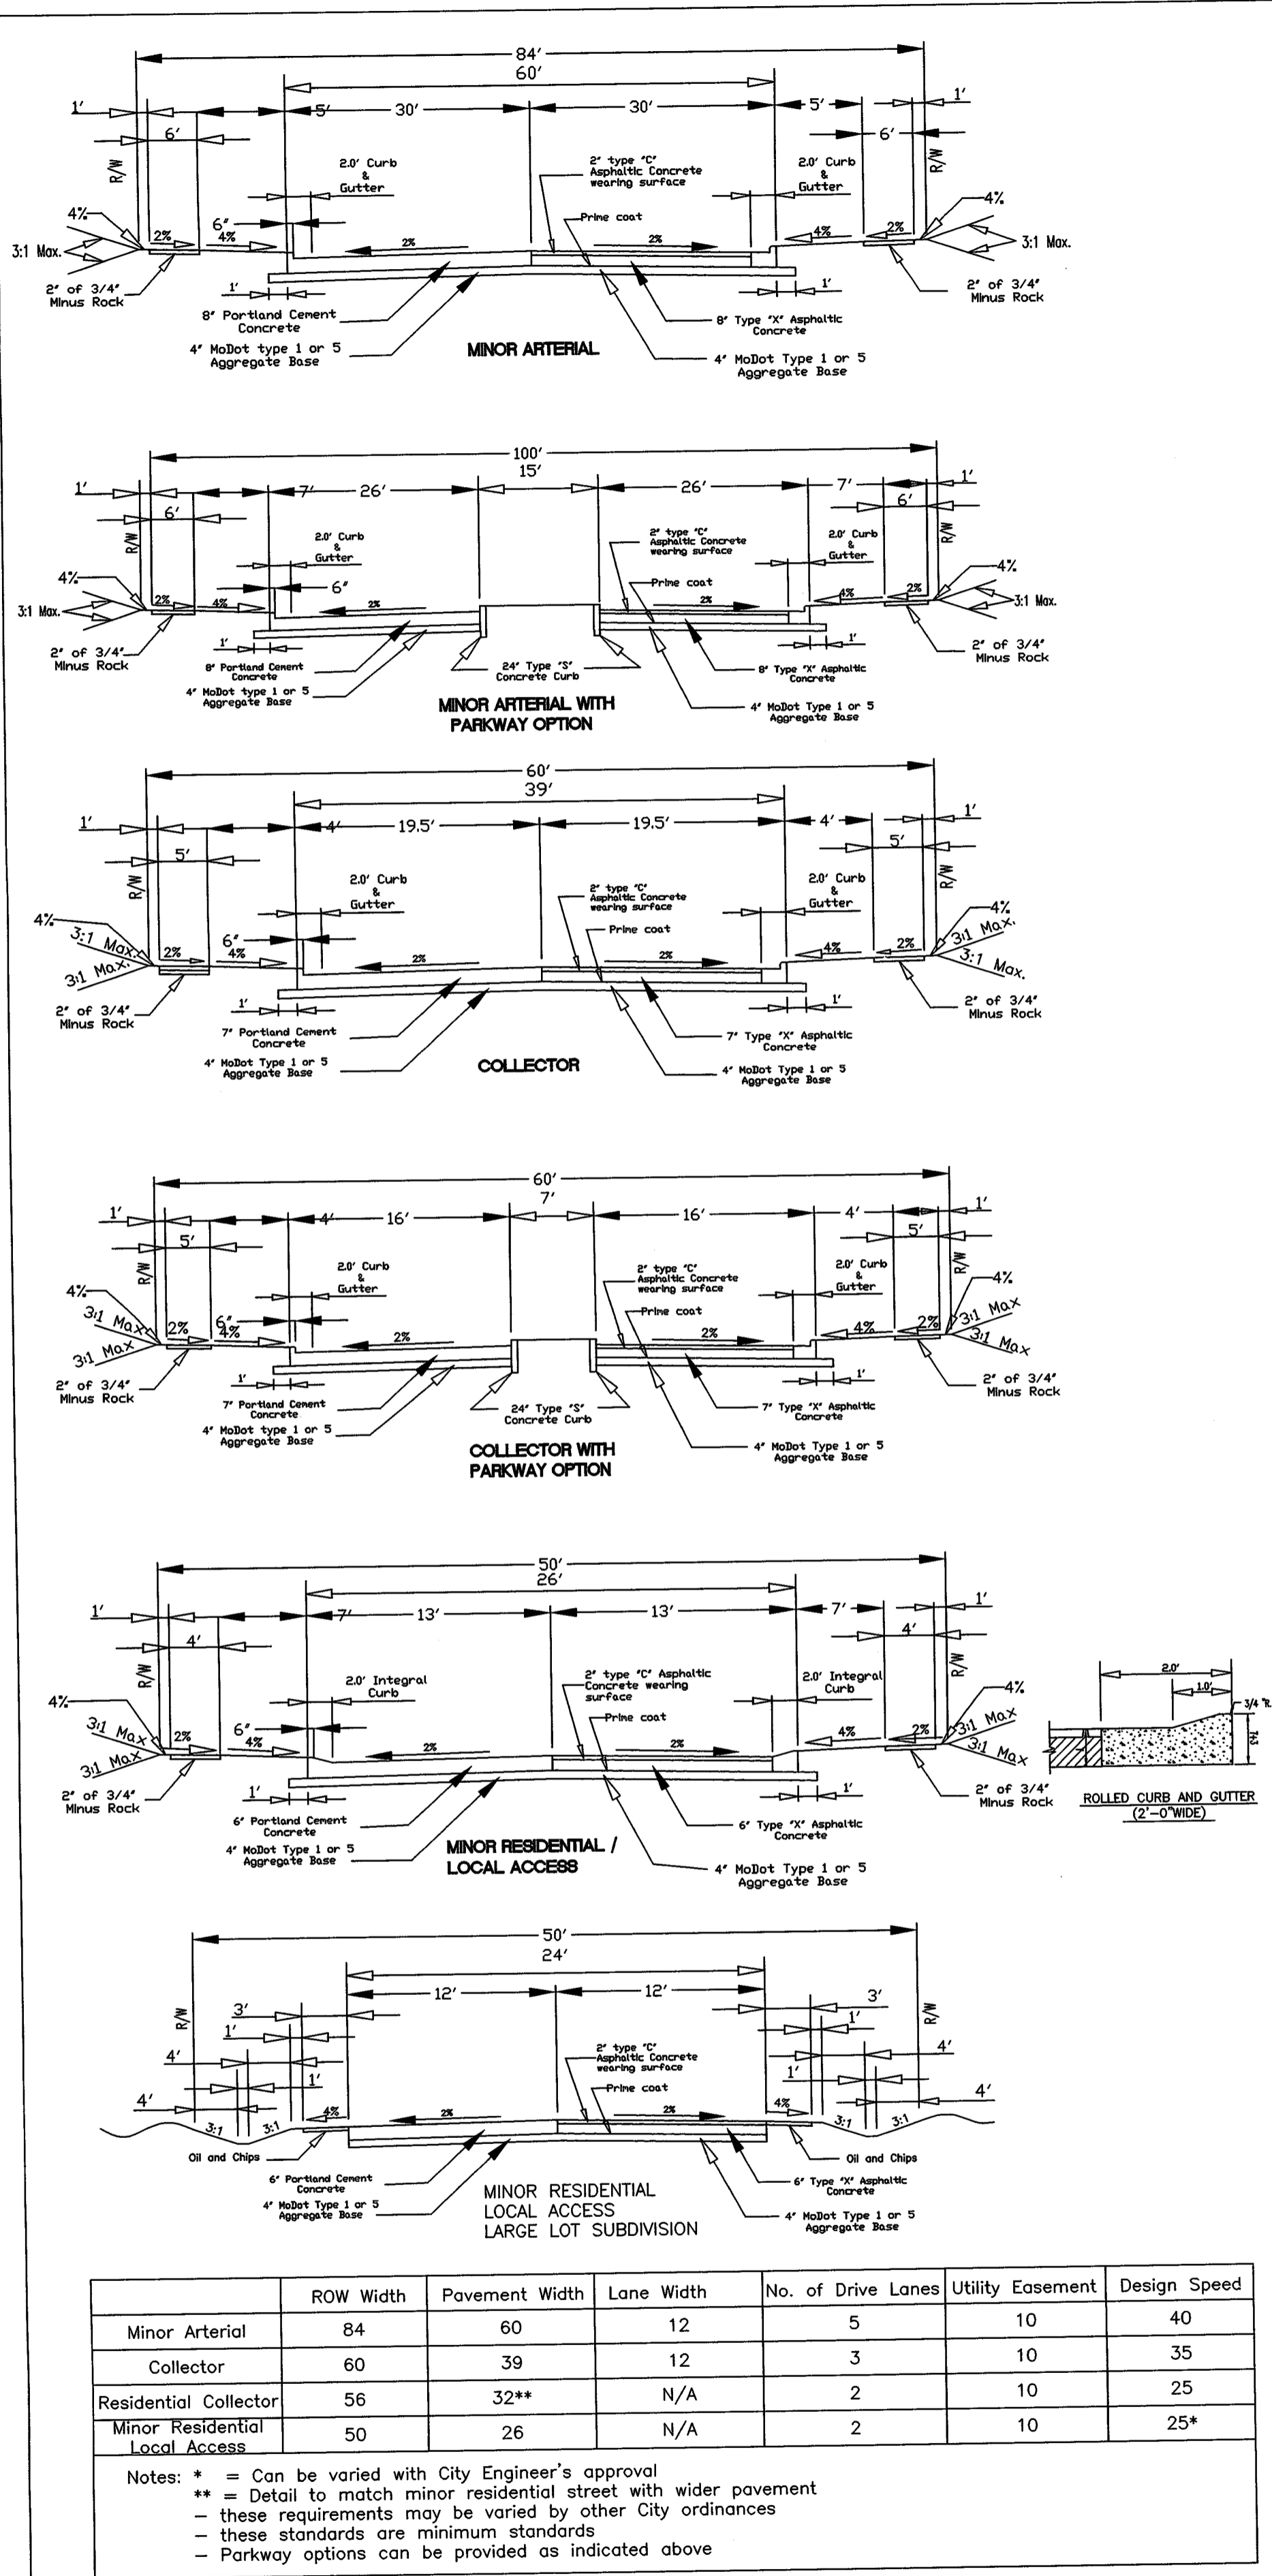 84'
60'
1' 5' 30' 30' 5' 1'
6' 6'
R/W R/W
2.0' Curb
&
Gutter
2" type "C"
Asphaltic Concrete
wearing surface
2.0' Curb
&
Gutter
Prime coat
4% 6" 4%
2% 4% 2% 2% 4% 2%
3:1 Max. 3:1 Max.
2" of 3/4"
Minus Rock
1' 1'
2" of 3/4"
Minus Rock
8" Portland Cement
Concrete
8" Type "X" Asphaltic
Concrete
4" MoDot type 1 or 5
Aggregate Base
MINOR ARTERIAL
4" MoDot Type 1 or 5
Aggregate Base
100'
15'
1' 7' 26' 26' 7' 1'
6' 6'
R/W R/W
2.0' Curb
&
Gutter
2" type "C"
Asphaltic Concrete
wearing surface
2.0' Curb
&
Gutter
Prime coat
4% 6" 4%
2% 4% 2% 2% 4% 2%
3:1 Max. 3:1 Max.
2" of 3/4"
Minus Rock
1' 1'
2" of 3/4"
Minus Rock
8" Portland Cement
Concrete
24" Type "S"
Concrete Curb
8" Type "X" Asphaltic
Concrete
4" MoDot type 1 or 5
Aggregate Base
MINOR ARTERIAL WITH
PARKWAY OPTION
4" MoDot Type 1 or 5
Aggregate Base
60'
39'
1' 4' 19.5' 19.5' 4' 1'
5' 5'
R/W R/W
2.0' Curb
&
Gutter
2" type "C"
Asphaltic Concrete
wearing surface
2.0' Curb
&
Gutter
Prime coat
4% 6" 4%
3:1 Max. 3:1 Max.
2% 4% 2% 2% 4% 2%
3:1 Max. 3:1 Max.
2" of 3/4"
Minus Rock
1' 1'
2" of 3/4"
Minus Rock
7" Portland Cement
Concrete
7" Type "X" Asphaltic
Concrete
4" MoDot Type 1 or 5
Aggregate Base
COLLECTOR
4" MoDot Type 1 or 5
Aggregate Base
60'
7'
1' 4' 16' 16' 4' 1'
5' 5'
R/W R/W
2.0' Curb
&
Gutter
2" type "C"
Asphaltic Concrete
wearing surface
2.0' Curb
&
Gutter
Prime coat
4% 6" 4%
3:1 Max 3:1 Max
2% 4% 2% 2% 4% 2%
3:1 Max 3:1 Max
2" of 3/4"
Minus Rock
1' 1'
2" of 3/4"
Minus Rock
7" Portland Cement
Concrete
24" Type "S"
Concrete Curb
7" Type "X" Asphaltic
Concrete
4" MoDot type 1 or 5
Aggregate Base
COLLECTOR WITH
PARKWAY OPTION
4" MoDot Type 1 or 5
Aggregate Base
50'
26'
1' 7' 13' 13' 7' 1'
4' 4'
R/W R/W
2.0' Integral
Curb
2" type "C" Asphaltic
Concrete wearing
surface
2.0' Integral
Curb
Prime coat
4% 6" 4%
3:1 Max 3:1 Max
2% 4% 2% 2% 4% 2%
3:1 Max 3:1 Max
2" of 3/4"
Minus Rock
1' 1'
2" of 3/4"
Minus Rock
6" Portland Cement
Concrete
6" Type "X" Asphaltic
Concrete
4" MoDot Type 1 or 5
Aggregate Base
MINOR RESIDENTIAL /
LOCAL ACCESS
4" MoDot Type 1 or 5
Aggregate Base
2.0'
1.0'
3/4 "R.
ROLLED CURB AND GUTTER
(2'-0"WIDE)
50'
24'
12' 12'
R/W R/W
3' 3'
1' 1'
4' 4'
1' 1'
4' 4'
2" type "C"
Asphaltic Concrete
wearing surface
Prime coat
3:1 3:1 4% 2% 2% 4% 3:1 3:1
Oil and Chips Oil and Chips
6" Portland Cement
Concrete
6" Type "X" Asphaltic
Concrete
4" MoDot Type 1 or 5
Aggregate Base
MINOR RESIDENTIAL
LOCAL ACCESS
LARGE LOT SUBDIVISION
4" MoDot Type 1 or 5
Aggregate Base
ROW Width Pavement Width Lane Width No. of Drive Lanes Utility Easement Design Speed
Minor Arterial 84 60 12 5 10 40
Collector 60 39 12 3 10 35
Residential Collector 56 32** N/A 2 10 25
Minor Residential
Local Access 50 26 N/A 2 10 25*
Notes: * = Can be varied with City Engineer's approval
** = Detail to match minor residential street with wider pavement
– these requirements may be varied by other City ordinances
– these standards are minimum standards
– Parkway options can be provided as indicated above